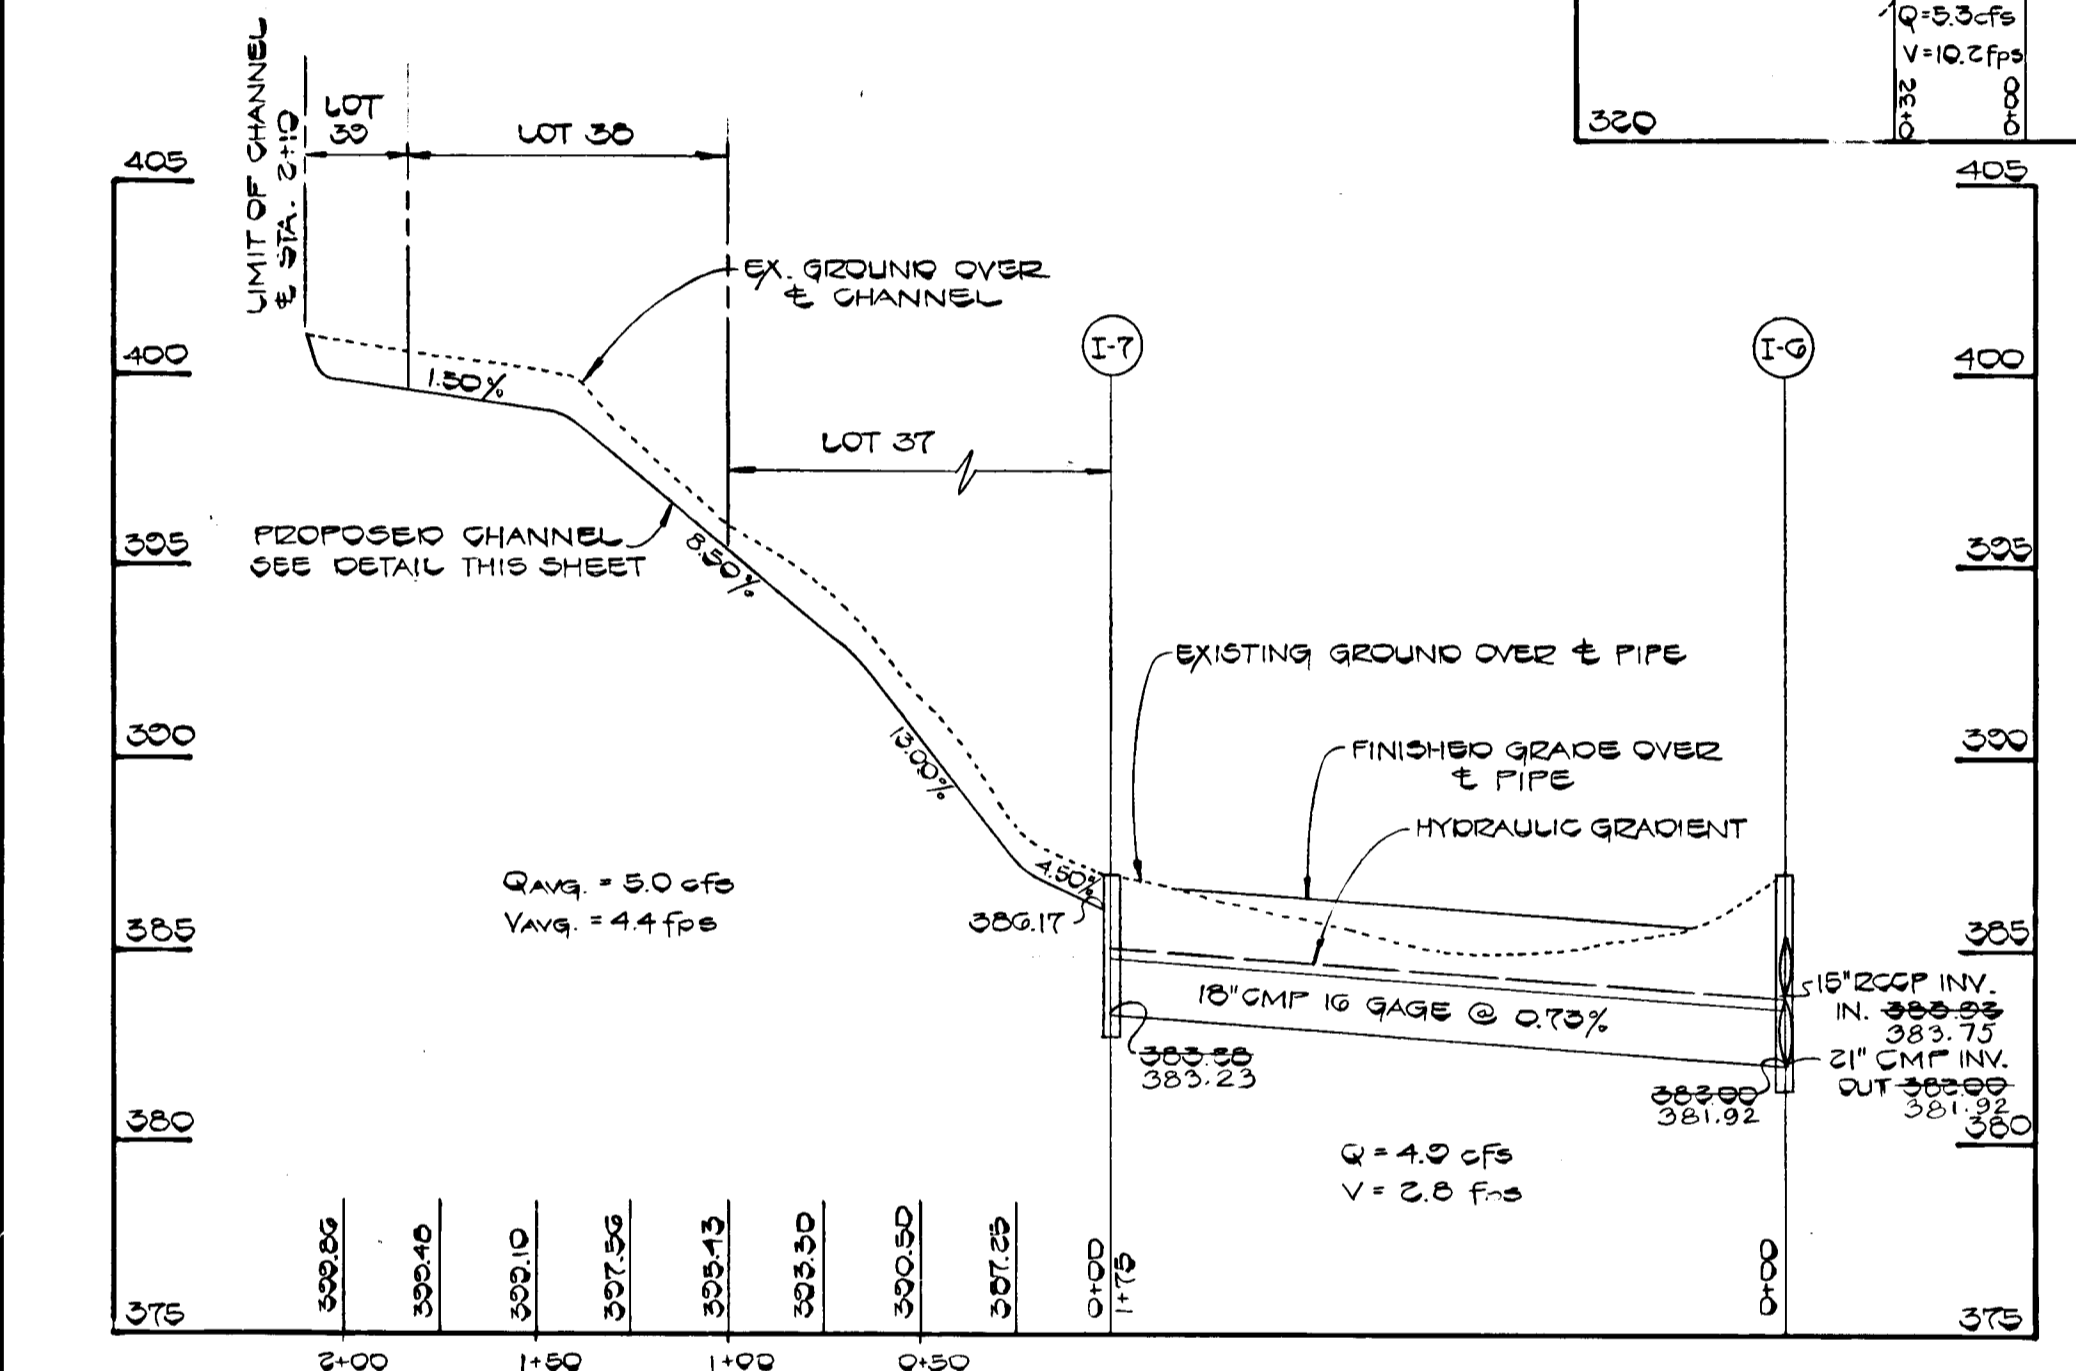 Q=5.3cfs
V=10.2fps
0+32
0+00
320
LIMIT OF CHANNEL
℄ STA. 2+10
LOT
39
LOT 38
405
405
EX. GROUND OVER
℄ CHANNEL
I-7
I-6
400
400
1.50%
LOT 37
PROPOSED CHANNEL
SEE DETAIL THIS SHEET
8.50%
395
395
EXISTING GROUND OVER ℄ PIPE
13.00%
390
390
FINISHED GRADE OVER
℄ PIPE
HYDRAULIC GRADIENT
QAVG. = 5.0 cfs
VAVG. = 4.4 fps
4.50%
386.17
385
385
18" CMP 16 GAGE @ 0.73%
15" RCCP INV.
IN. 383.93
383.75
21" CMP INV.
OUT 382.00
381.92
383.23
381.92
380
380
Q = 4.9 cfs
V = 2.8
399.86
399.48
399.10
397.56
395.43
393.30
390.50
387.25
0+00
1+75
0+00
375
375
2+00
1+50
1+00
0+50